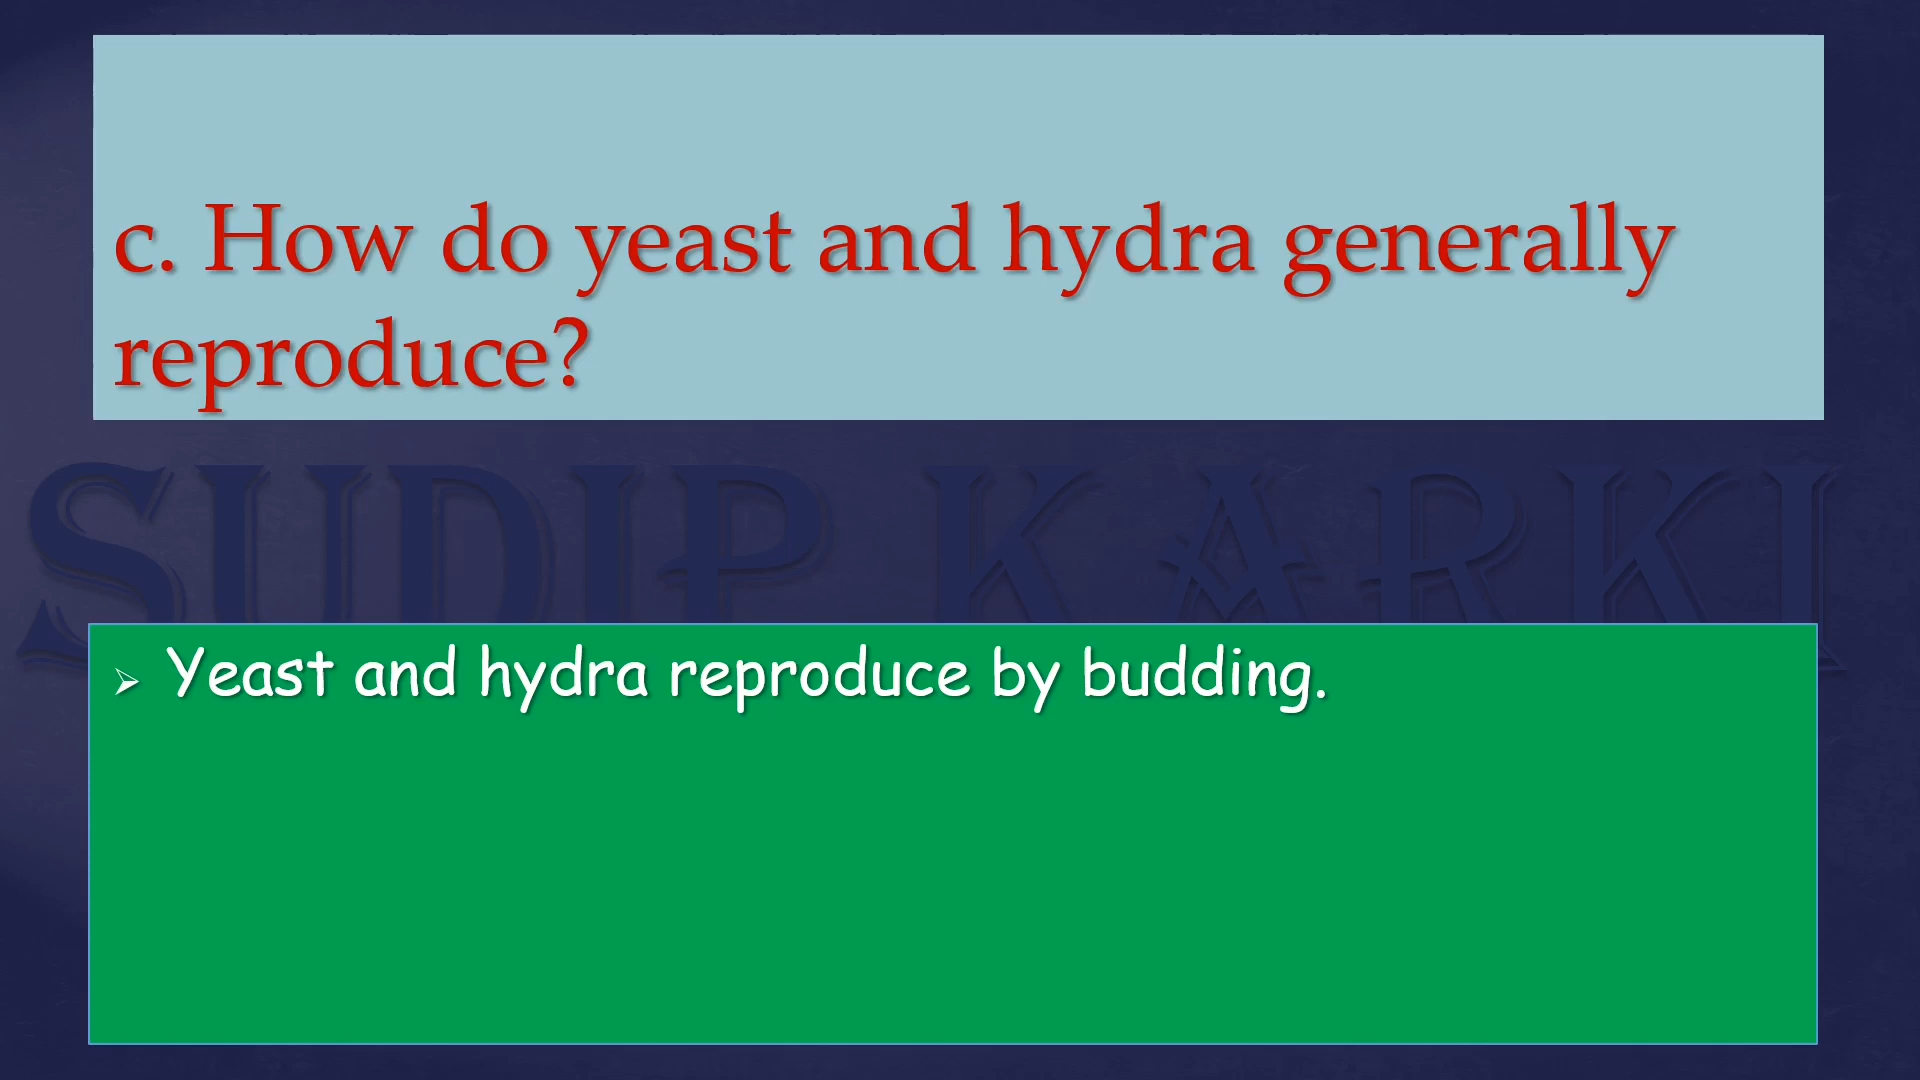 c. How do yeast and hydra generally
reproduce?
SUDIP KARKI
➢ Yeast and hydra reproduce by budding.